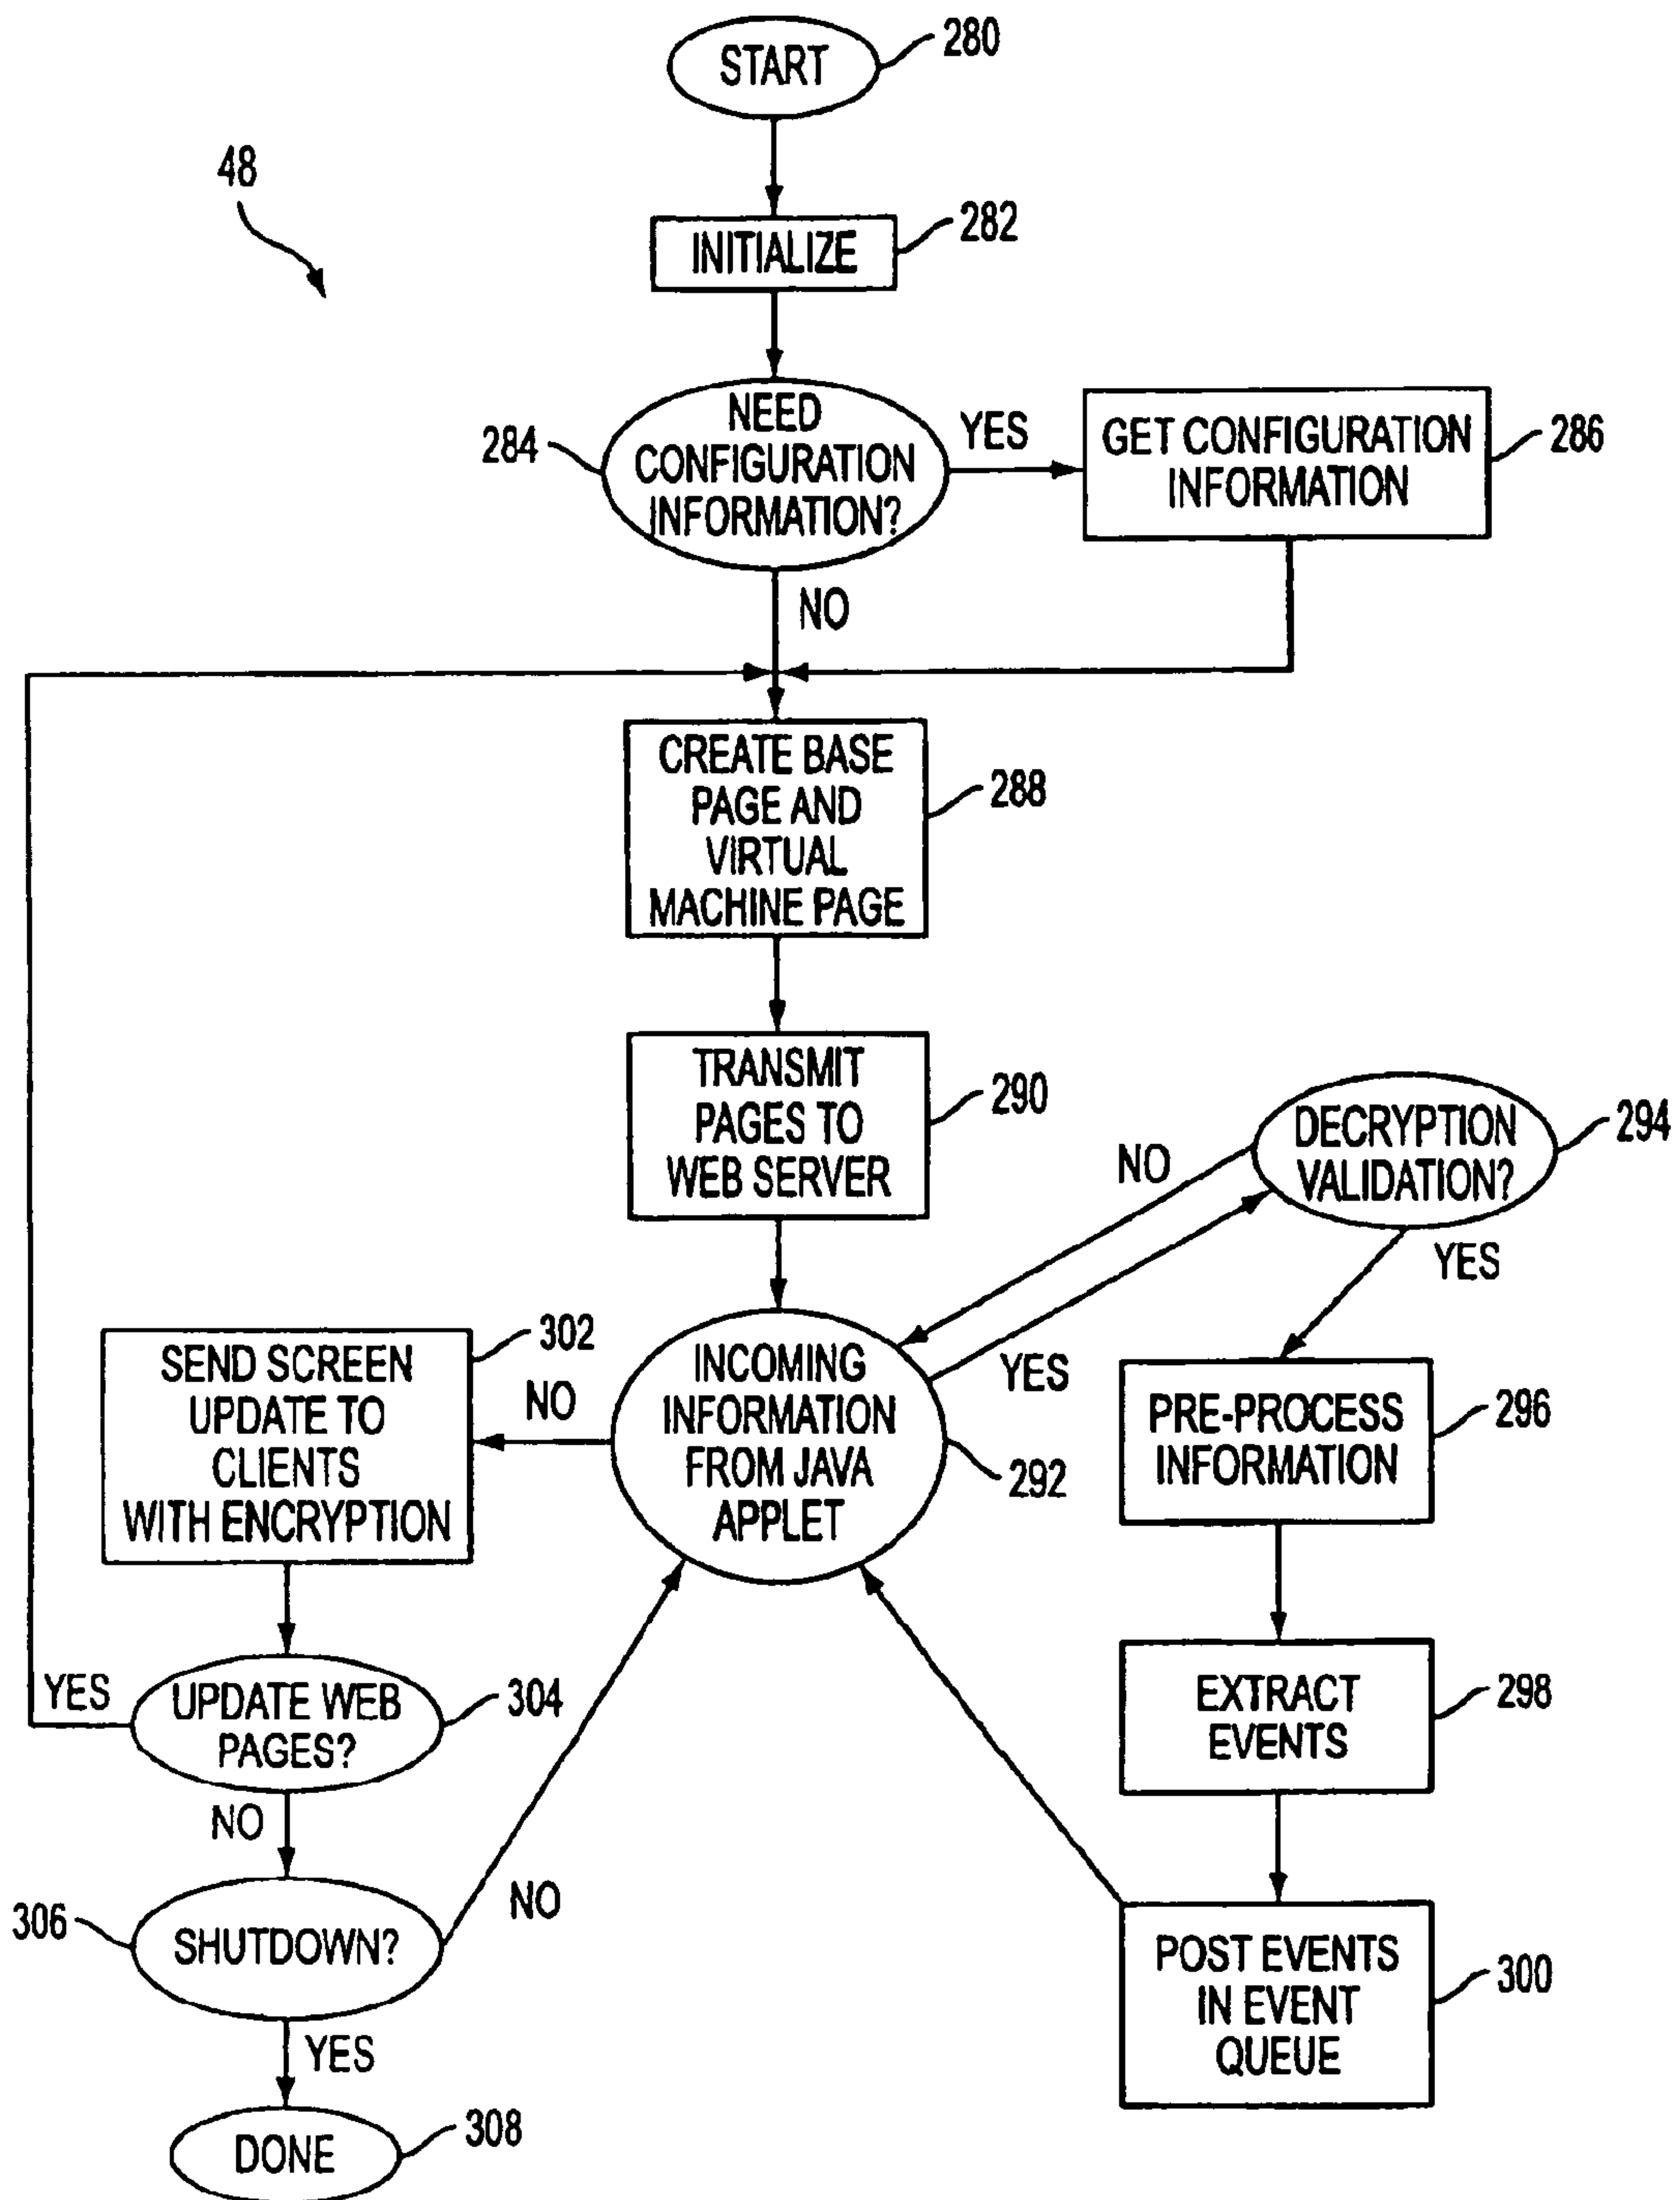 START
280
48
INITIALIZE
282
NEED
CONFIGURATION
INFORMATION?
284
YES
GET CONFIGURATION
INFORMATION
286
NO
CREATE BASE
PAGE AND
VIRTUAL
MACHINE PAGE
288
TRANSMIT
PAGES TO
WEB SERVER
290
DECRYPTION
VALIDATION?
294
NO
YES
YES
INCOMING
INFORMATION
FROM JAVA
APPLET
292
NO
SEND SCREEN
UPDATE TO
CLIENTS
WITH ENCRYPTION
302
PRE-PROCESS
INFORMATION
296
EXTRACT
EVENTS
298
POST EVENTS
IN EVENT
QUEUE
300
UPDATE WEB
PAGES?
304
YES
NO
SHUTDOWN?
306
NO
YES
DONE
308